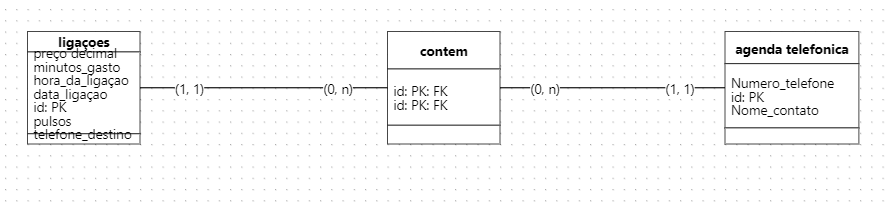 ligaçoes
preço decimal
minutos_gasto
hora_da_ligaçao
data_ligaçao
id: PK
pulsos
telefone_destino
(1, 1)
(0, n)
contem
id: PK: FK
id: PK: FK
(0, n)
(1, 1)
agenda telefonica
Numero_telefone
id: PK
Nome_contato